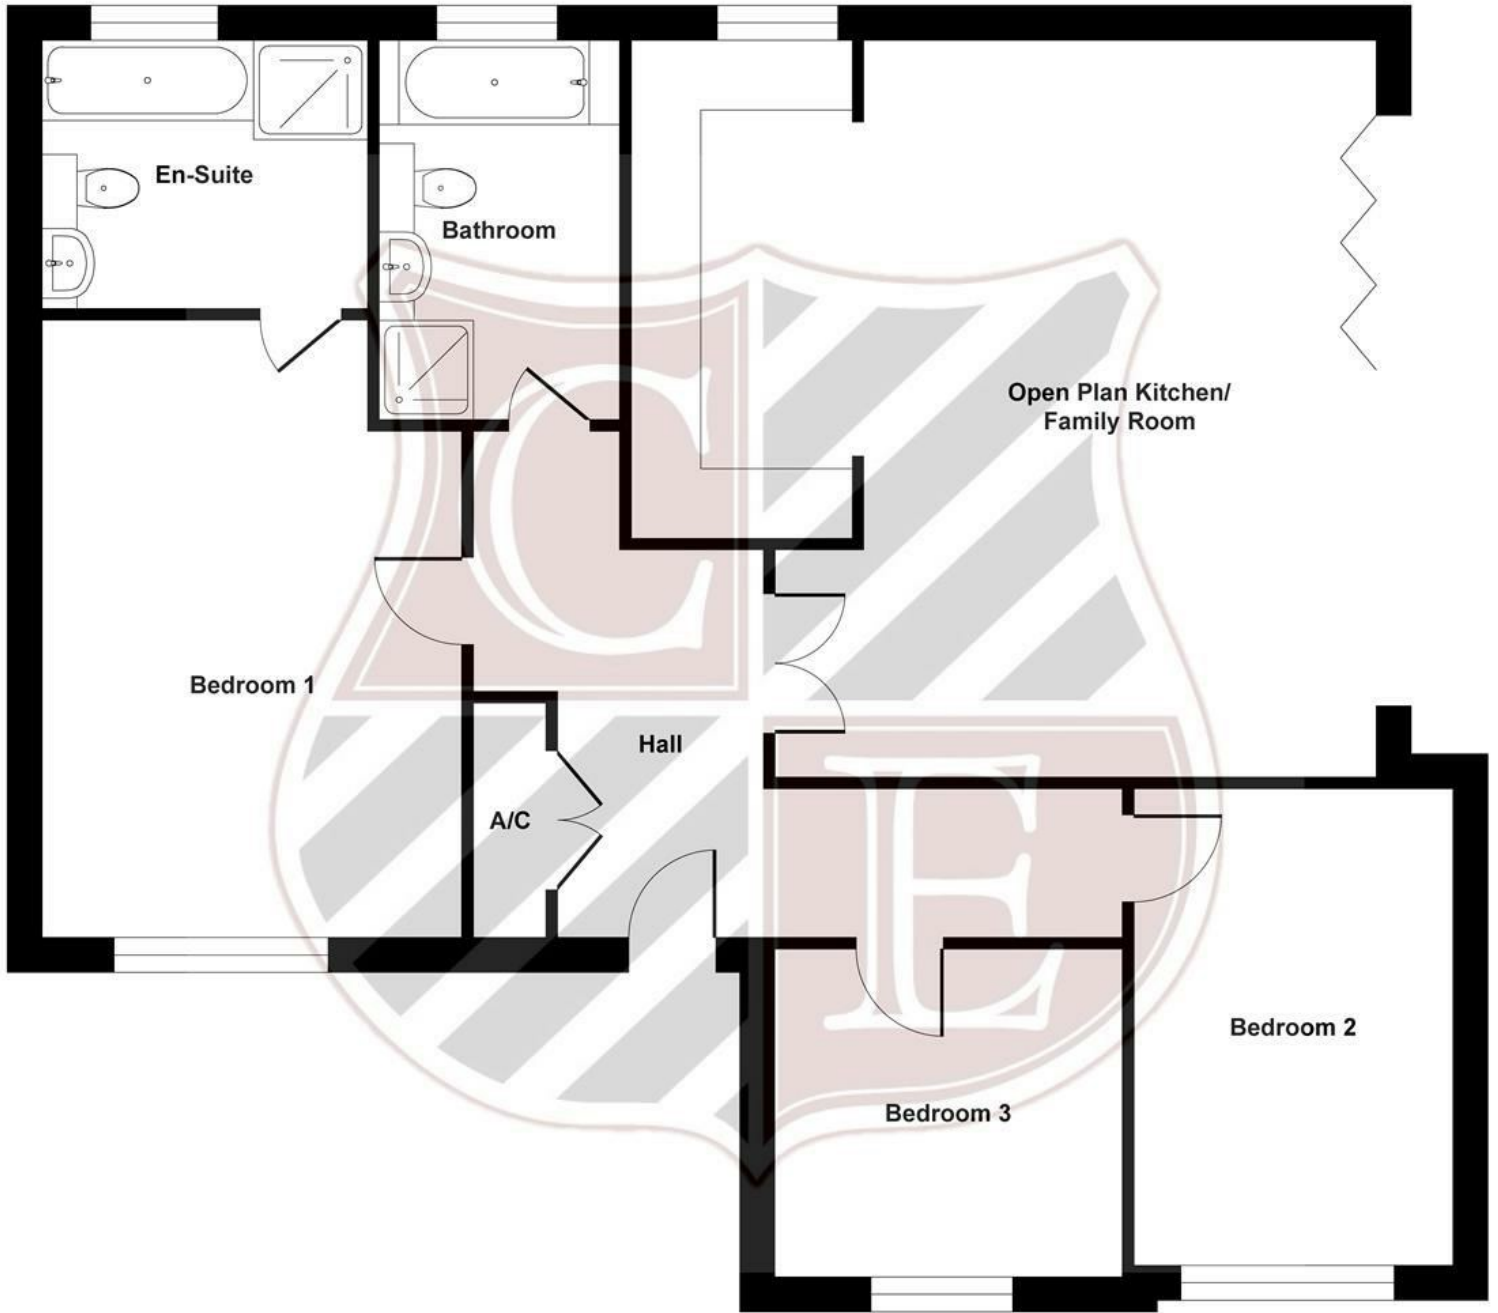 En-Suite
Bathroom
Open Plan Kitchen/
Family Room
Bedroom 1
Hall
A/C
Bedroom 2
Bedroom 3
C
E